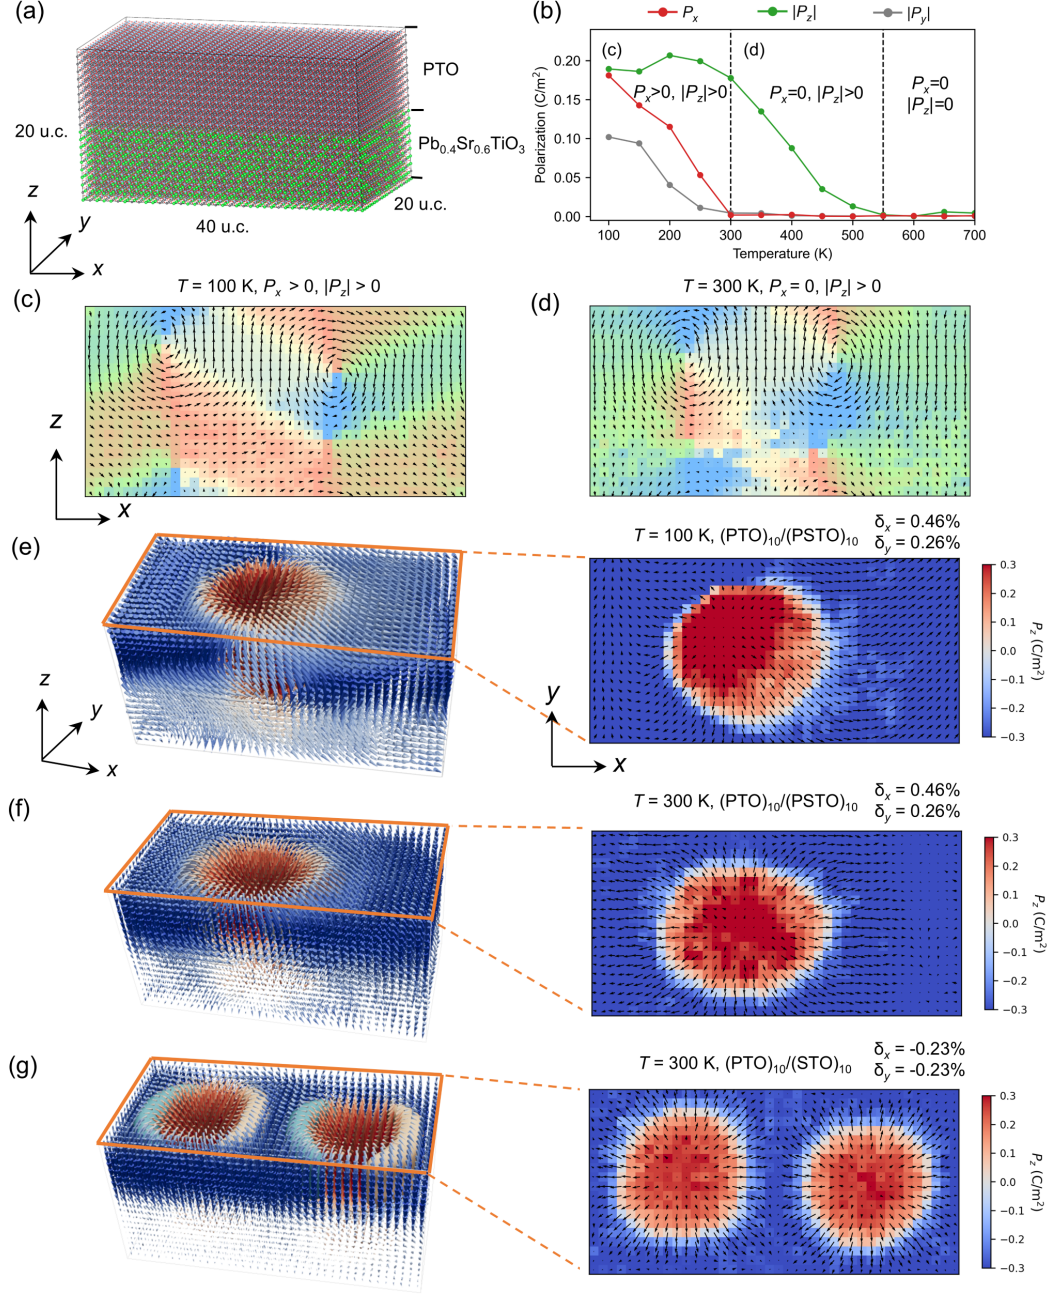 (a)
PTO
20 u.c.
Pb0.4Sr0.6TiO3
20 u.c.
40 u.c.
z
y
x
(b)
Px
|Pz|
|Py|
(c)
(d)
Px>0, |Pz|>0
Px=0, |Pz|>0
Px=0
|Pz|=0
Polarization (C/m²)
0.20
0.15
0.10
0.05
0.00
100
200
300
400
500
600
700
Temperature (K)
(c)
T = 100 K, Px > 0, |Pz| > 0
z
x
(d)
T = 300 K, Px = 0, |Pz| > 0
(e)
z
y
x
T = 100 K, (PTO)10/(PSTO)10
δx = 0.46%
δy = 0.26%
y
x
0.3
0.2
0.1
0.0
−0.1
−0.2
−0.3
Pz (C/m²)
(f)
T = 300 K, (PTO)10/(PSTO)10
δx = 0.46%
δy = 0.26%
0.3
0.2
0.1
0.0
−0.1
−0.2
−0.3
Pz (C/m²)
(g)
T = 300 K, (PTO)10/(STO)10
δx = -0.23%
δy = -0.23%
0.3
0.2
0.1
0.0
−0.1
−0.2
−0.3
Pz (C/m²)